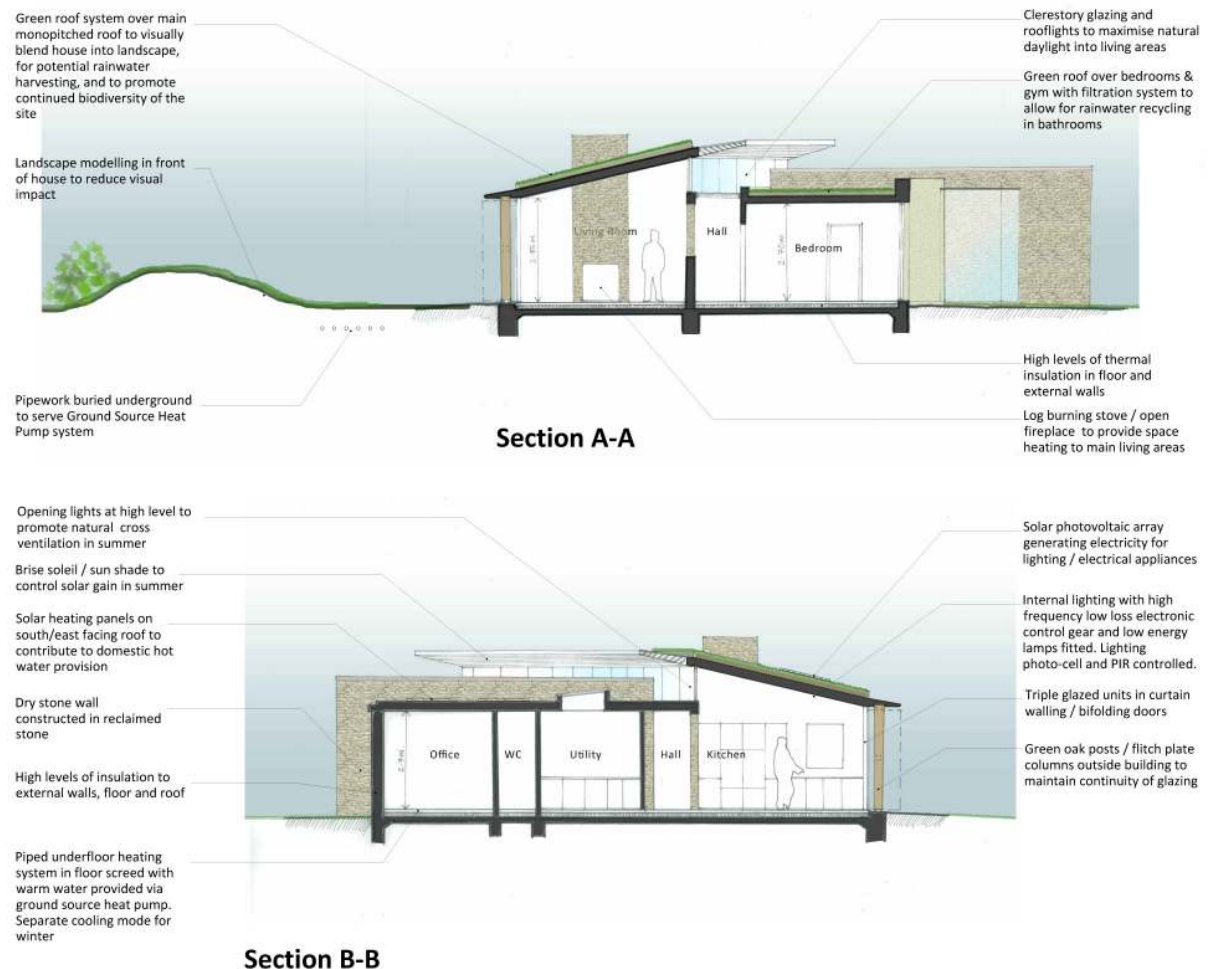 Green roof system over main
monopitched roof to visually
blend house into landscape,
for potential rainwater
harvesting, and to promote
continued biodiversity of the
site
Landscape modelling in front
of house to reduce visual
impact
Pipework buried underground
to serve Ground Source Heat
Pump system
Clerestory glazing and
rooflights to maximise natural
daylight into living areas
Green roof over bedrooms &
gym with filtration system to
allow for rainwater recycling
in bathrooms
Living Room
Hall
Bedroom
High levels of thermal
insulation in floor and
external walls
Log burning stove / open
fireplace to provide space
heating to main living areas
Section A-A
Opening lights at high level to
promote natural cross
ventilation in summer
Brise soleil / sun shade to
control solar gain in summer
Solar heating panels on
south/east facing roof to
contribute to domestic hot
water provision
Dry stone wall
constructed in reclaimed
stone
High levels of insulation to
external walls, floor and roof
Piped underfloor heating
system in floor screed with
warm water provided via
ground source heat pump.
Separate cooling mode for
winter
Office
WC
Utility
Hall
Kitchen
Solar photovoltaic array
generating electricity for
lighting / electrical appliances
Internal lighting with high
frequency low loss electronic
control gear and low energy
lamps fitted. Lighting
photo-cell and PIR controlled.
Triple glazed units in curtain
walling / bifolding doors
Green oak posts / flitch plate
columns outside building to
maintain continuity of glazing
Section B-B